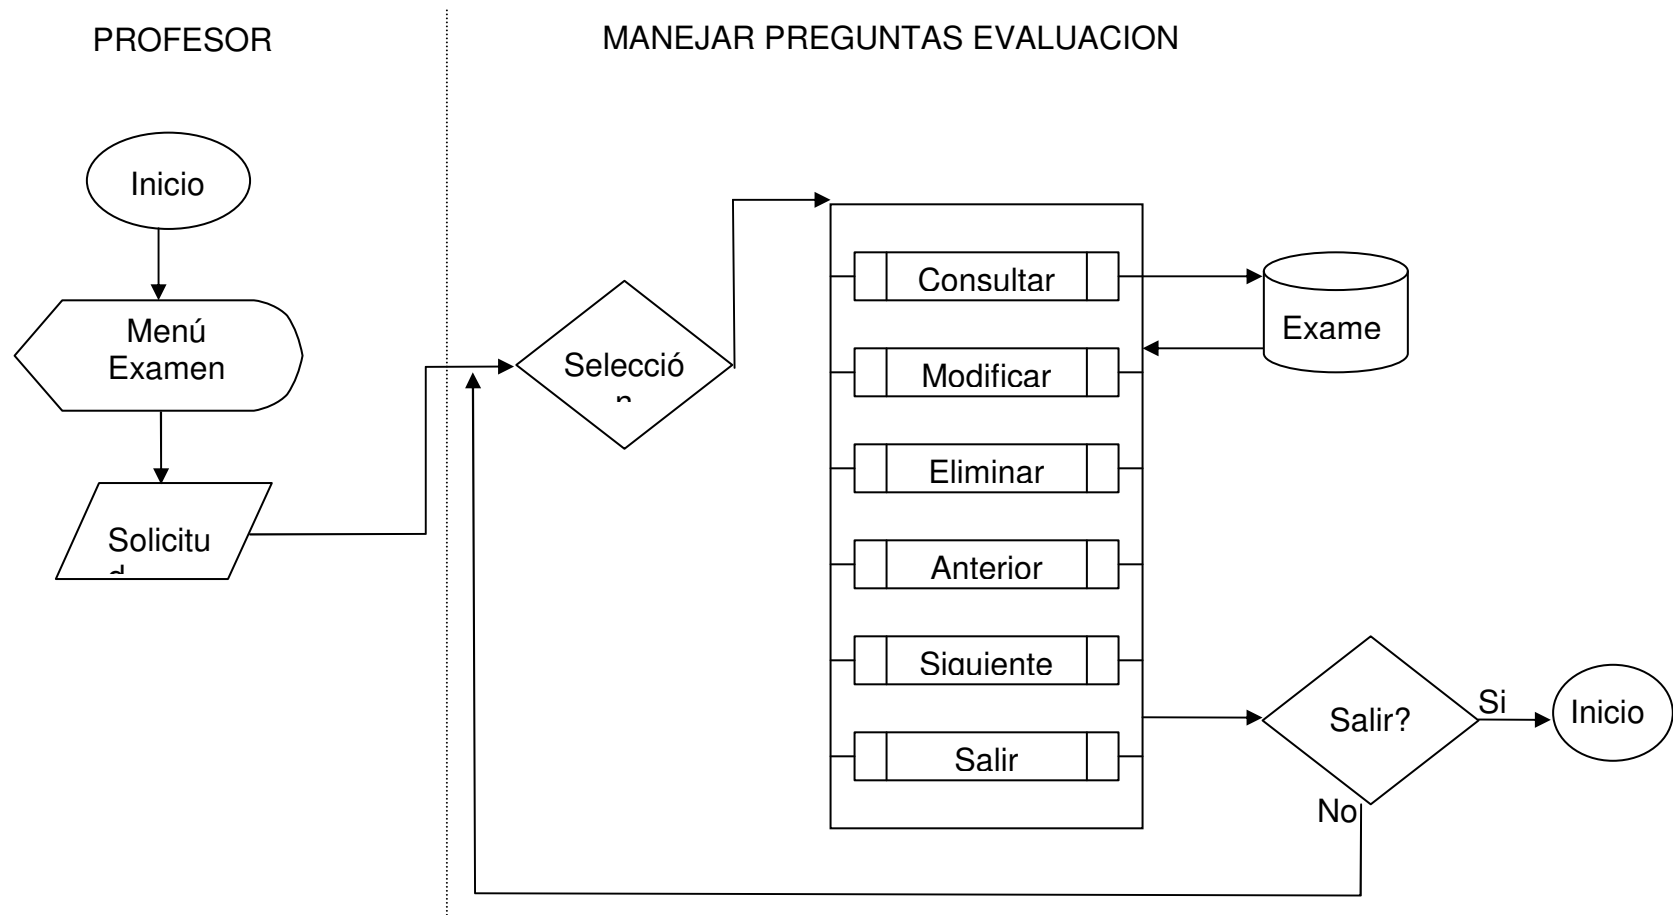 PROFESOR
MANEJAR PREGUNTAS EVALUACION
Inicio
Menú
Examen
Solicitu
d
Selecció
n
Consultar
Modificar
Eliminar
Anterior
Siguiente
Salir
Exame
Salir?
Si
No
Inicio